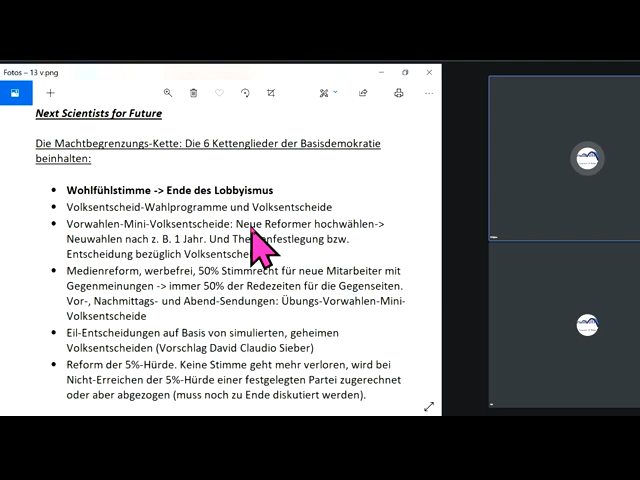 Fotos – 13 v.png
Next Scientists for Future
Die Machtbegrenzungs-Kette: Die 6 Kettenglieder der Basisdemokratie
beinhalten:
Wohlfühlstimme -> Ende des Lobbyismus
Volksentscheid-Wahlprogramme und Volksentscheide
Vorwahlen-Mini-Volksentscheide: Neue Reformer hochwählen->
Neuwahlen nach z. B. 1 Jahr. Und bzw.
Entscheidung bezüglich
Medienreform, werbefrei, 50% Stimmrecht für neue Mitarbeiter mit
Gegenmeinungen -> immer 50% der Redezeiten für die Gegenseiten.
Vor-, Nachmittags- und Abend-Sendungen: Übungs-Vorwahlen-Mini-
Volksentscheide
Eil-Entscheidungen auf Basis von simulierten, geheimen
Volksentscheiden (Vorschlag David Claudio Sieber)
Reform der 5%-Hürde. Keine Stimme geht mehr verloren, wird bei
Nicht-Erreichen der 5%-Hürde einer festgelegten Partei zugerechnet
oder aber abgezogen (muss noch zu Ende diskutiert werden).